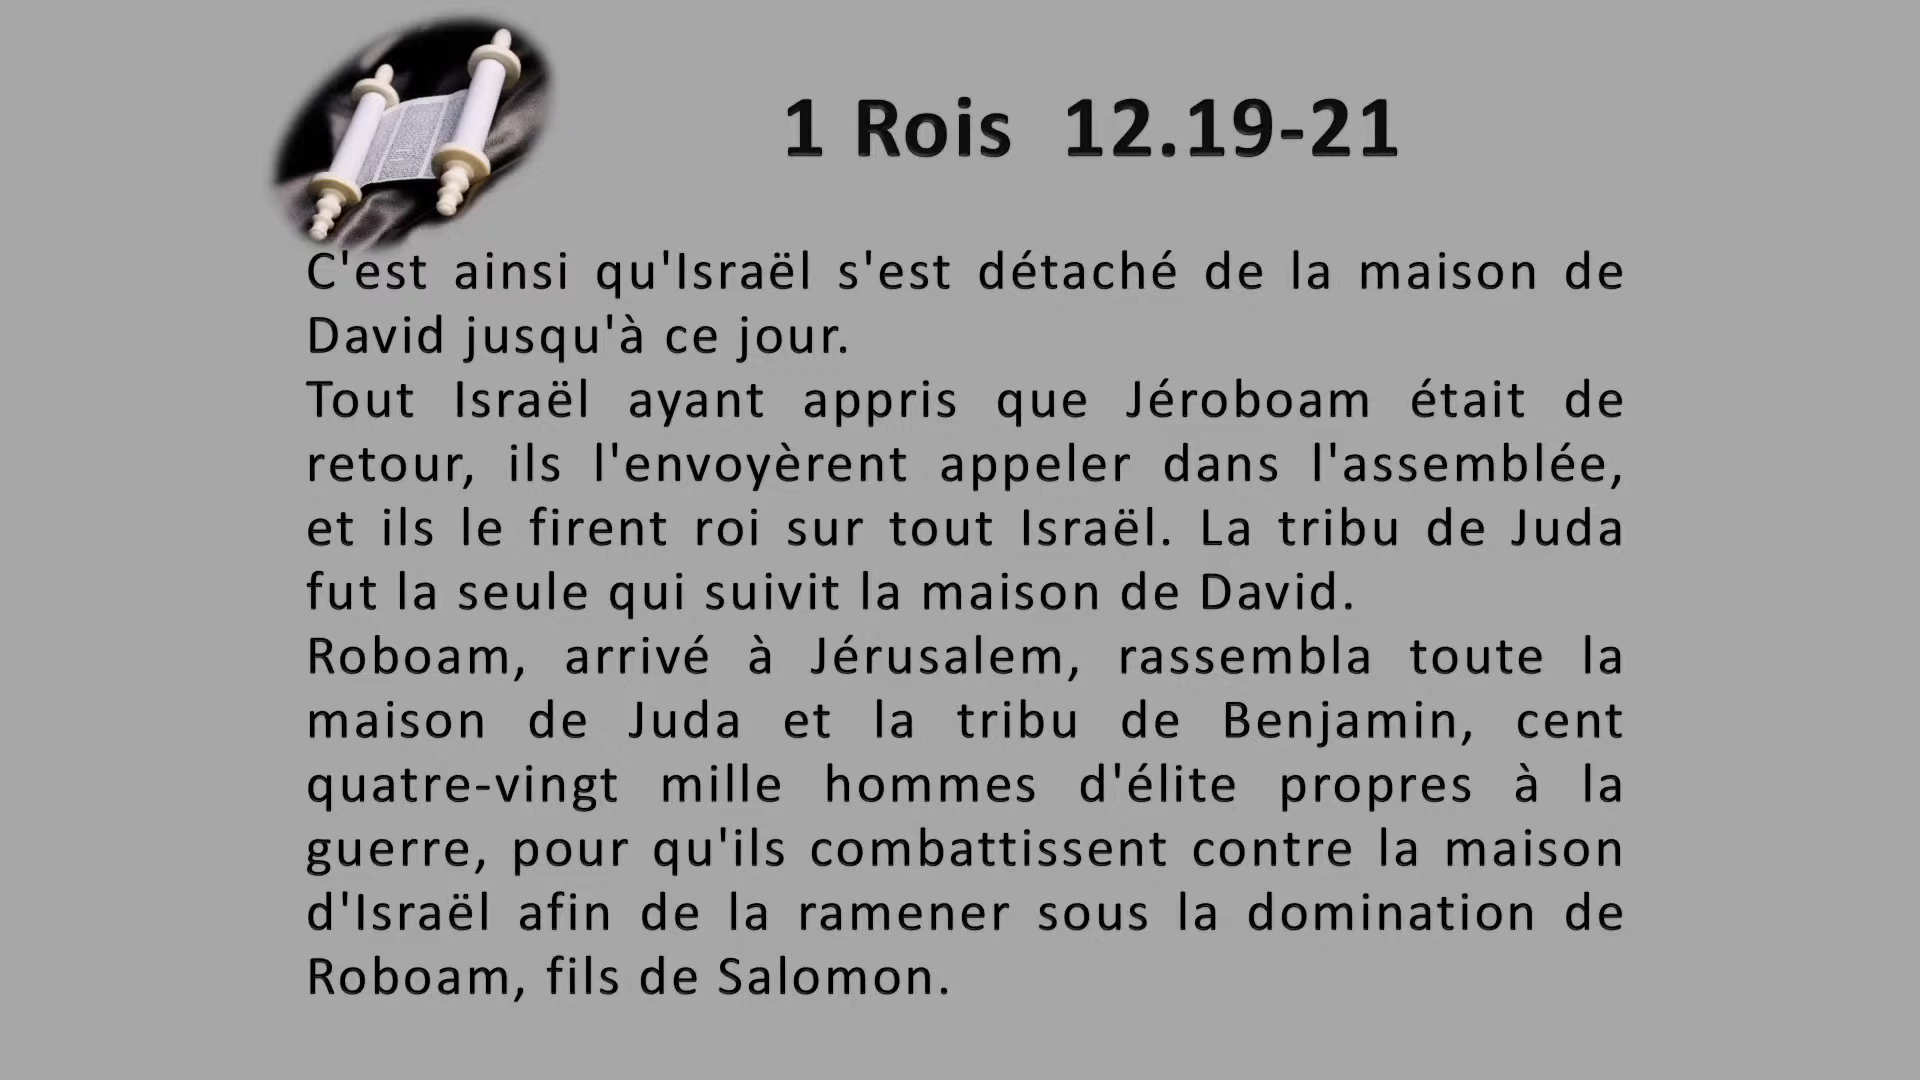 1 Rois 12.19-21
C'est ainsi qu'Israël s'est détaché de la maison de
David jusqu'à ce jour.
Tout Israël ayant appris que Jéroboam était de
retour, ils l'envoyèrent appeler dans l'assemblée,
et ils le firent roi sur tout Israël. La tribu de Juda
fut la seule qui suivit la maison de David.
Roboam, arrivé à Jérusalem, rassembla toute la
maison de Juda et la tribu de Benjamin, cent
quatre-vingt mille hommes d'élite propres à la
guerre, pour qu'ils combattissent contre la maison
d'Israël afin de la ramener sous la domination de
Roboam, fils de Salomon.